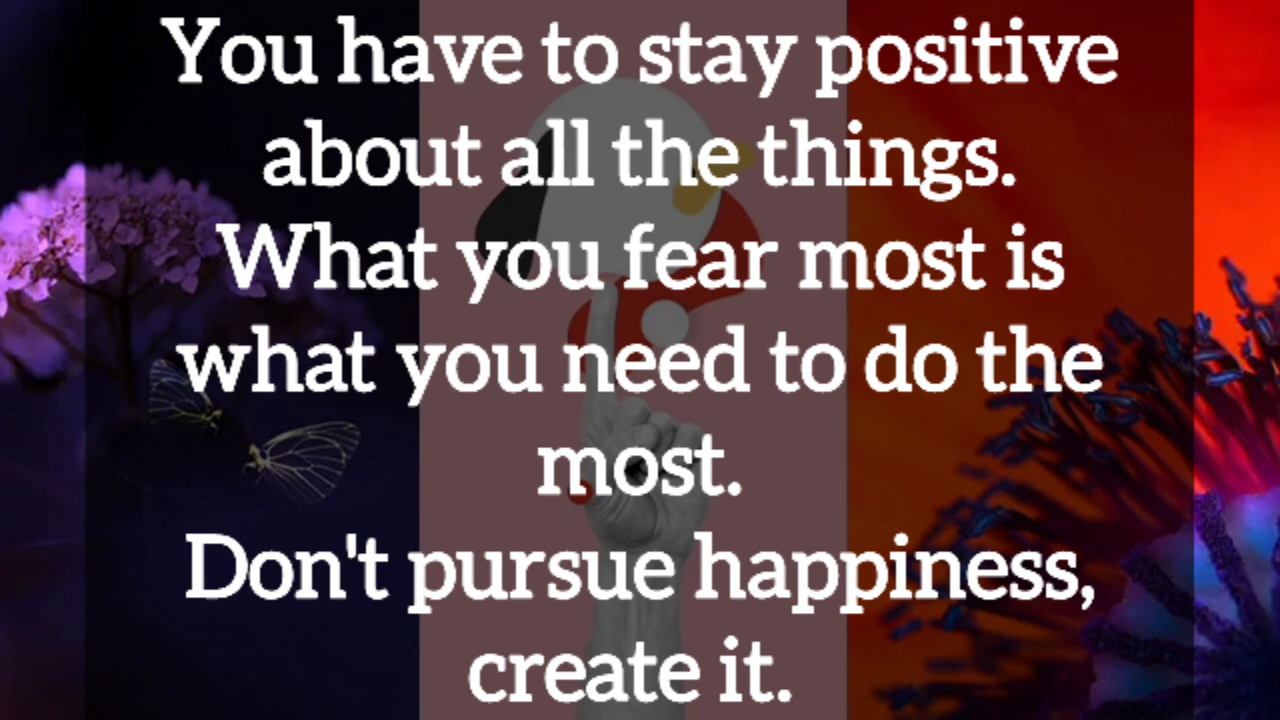 You have to stay positive
about all the things.
What you fear most is
what you need to do the
most.
Don't pursue happiness,
create it.